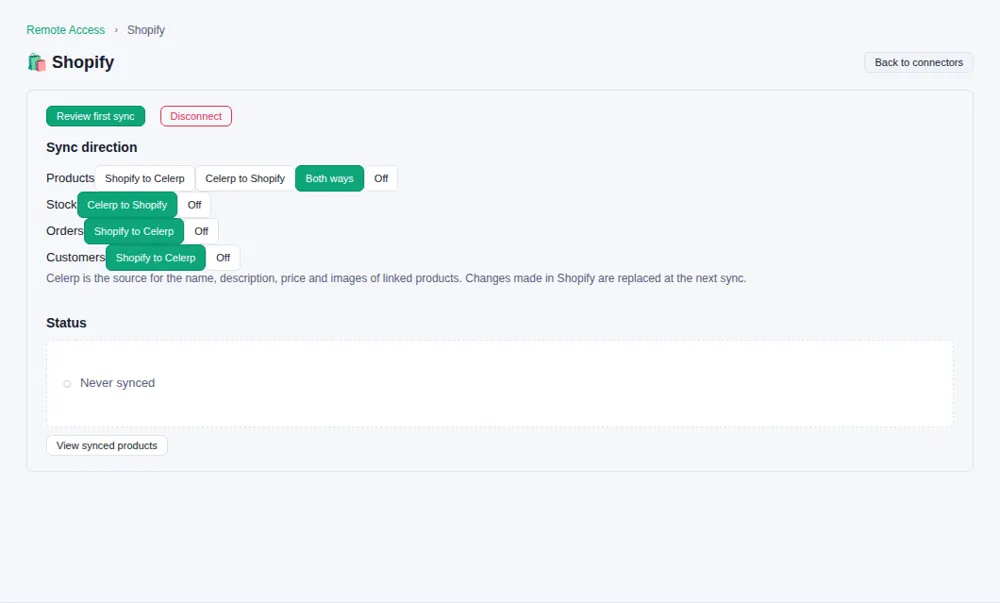 Remote Access › Shopify
Shopify
Back to connectors
Review first sync Disconnect
Sync direction
Products Shopify to Celerp Celerp to Shopify Both ways Off
Stock Celerp to Shopify Off
Orders Shopify to Celerp Off
Customers Shopify to Celerp Off
Celerp is the source for the name, description, price and images of linked products. Changes made in Shopify are replaced at the next sync.
Status
Never synced
View synced products